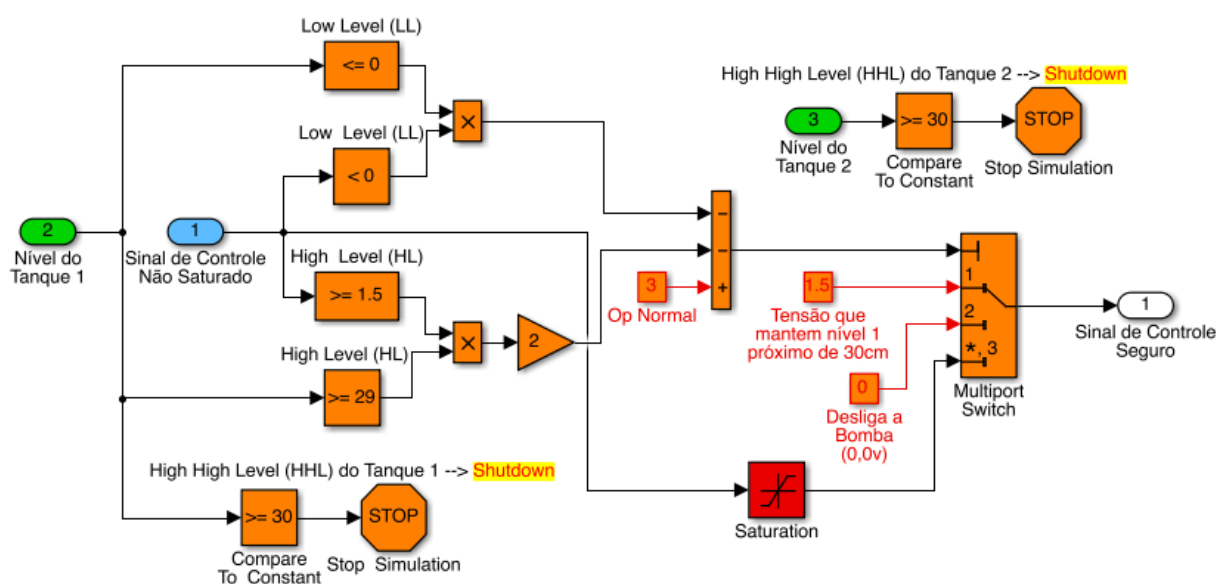 Low Level (LL)
<= 0
×
Low Level (LL)
< 0
High High Level (HHL) do Tanque 2 --> Shutdown
3
Nível do
Tanque 2
>= 30
Compare
To Constant
STOP
Stop Simulation
2
Nível do
Tanque 1
1
Sinal de Controle
Não Saturado
High Level (HL)
>= 1.5
×
High Level (HL)
>= 29
2
−
−
+
3
Op Normal
1.5
Tensão que
mantem nível 1
próximo de 30cm
0
Desliga a
Bomba
(0,0v)
1
2
*, 3
Multiport
Switch
1
Sinal de Controle
Seguro
Saturation
High High Level (HHL) do Tanque 1 --> Shutdown
>= 30
Compare
To Constant
STOP
Stop Simulation